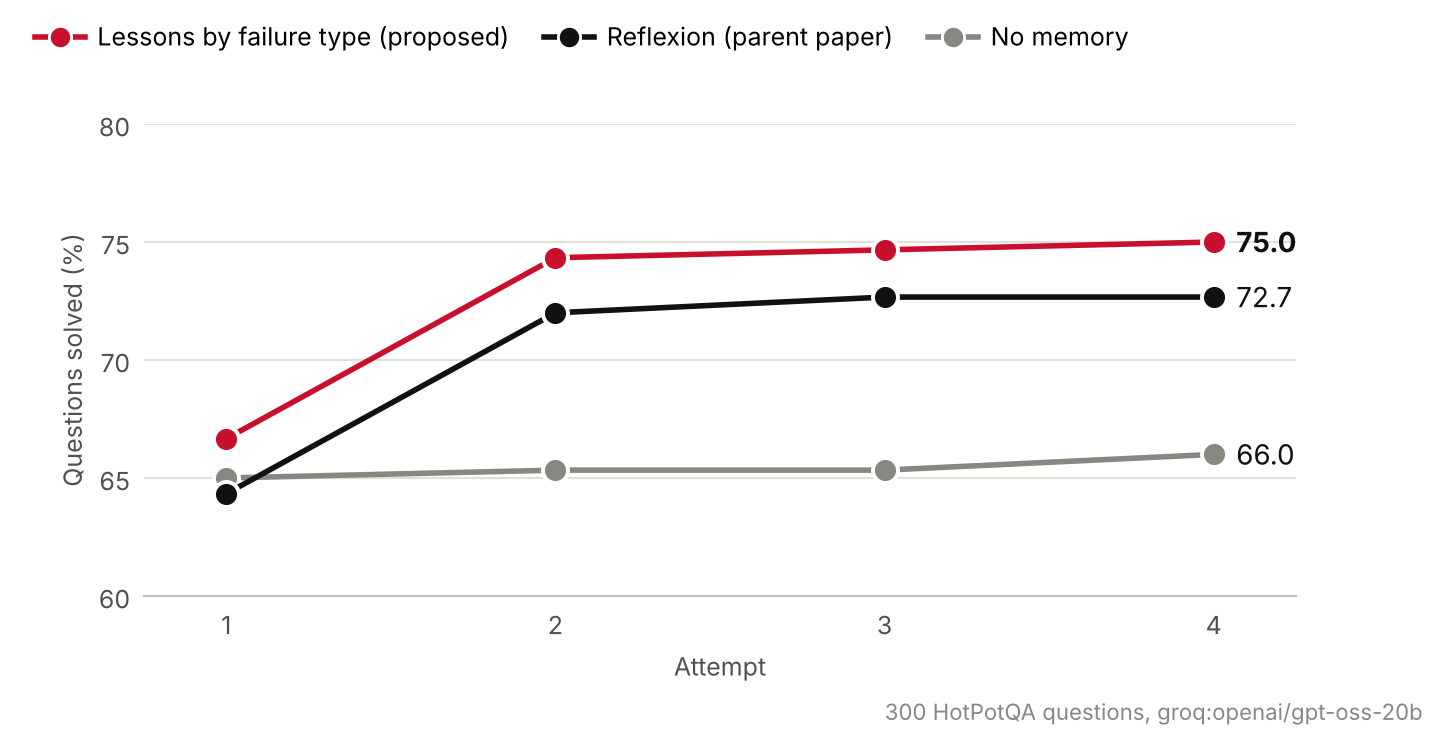 Lessons by failure type (proposed) Reflexion (parent paper) No memory
80
75
70
65
60
Questions solved (%)
75.0
72.7
66.0
1 2 3 4
Attempt
300 HotPotQA questions, groq:openai/gpt-oss-20b